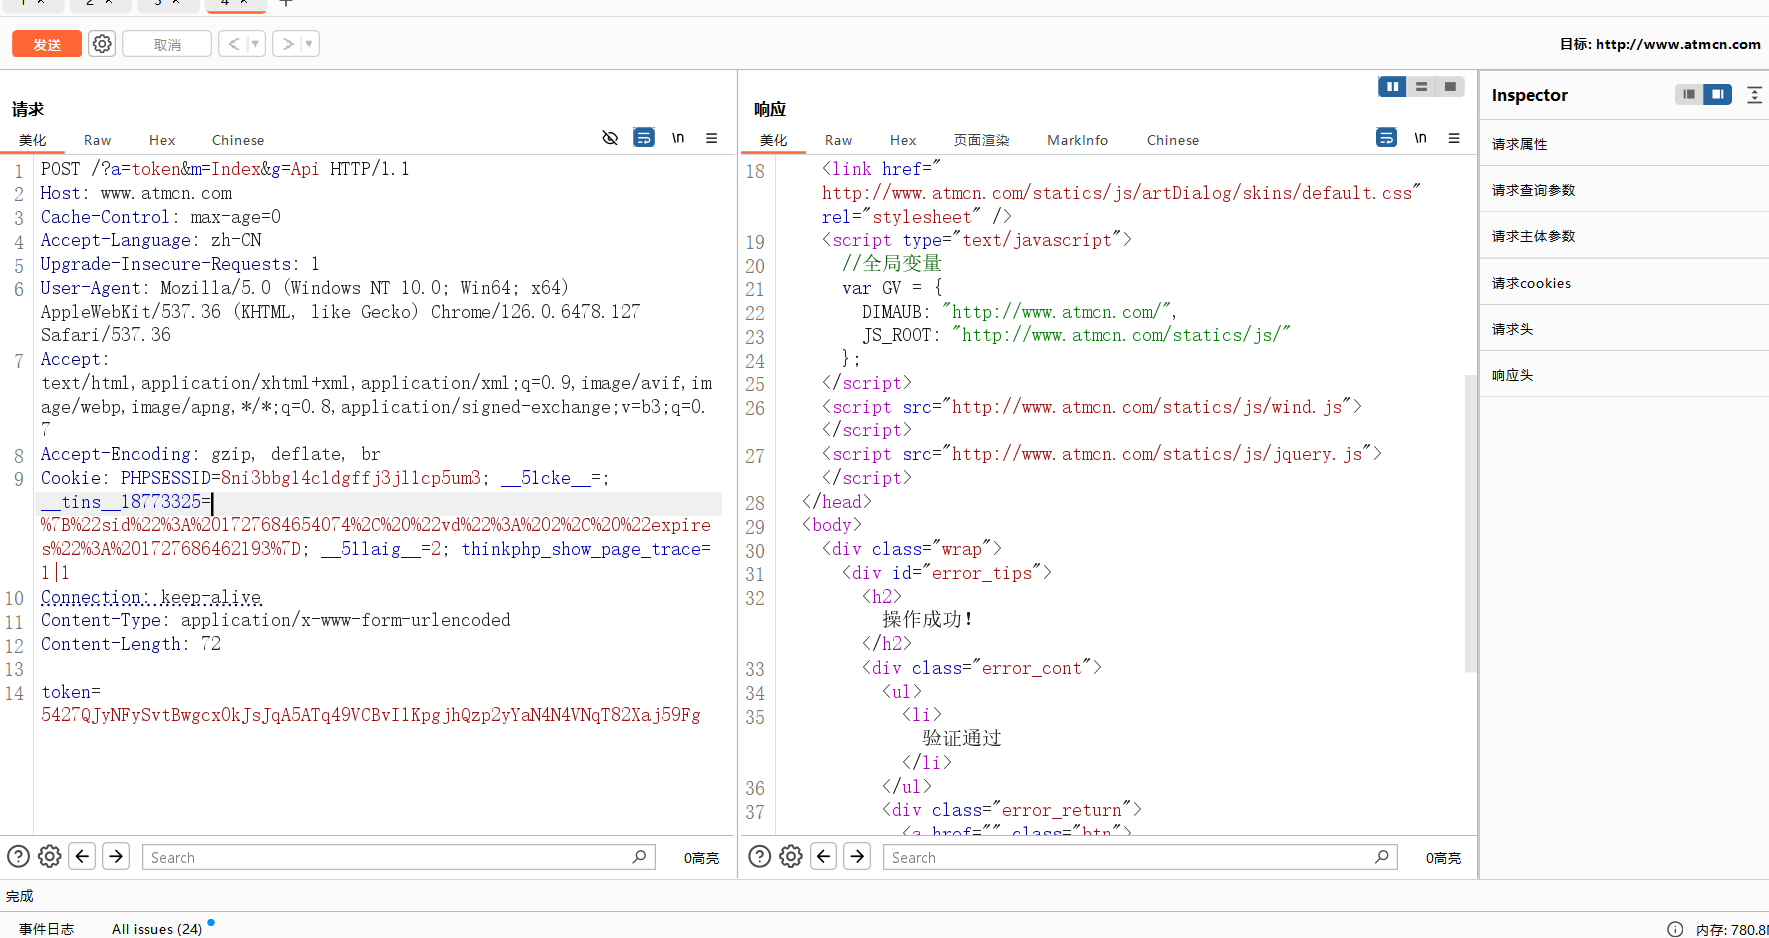 1 × 2 × 3 × 4 × +
发送 取消 < ▼ > ▼ 目标: http://www.atmcn.com
请求
美化 Raw Hex Chinese \n
1 POST /?a=token&m=Index&g=Api HTTP/1.1
2 Host: www.atmcn.com
3 Cache-Control: max-age=0
4 Accept-Language: zh-CN
5 Upgrade-Insecure-Requests: 1
6 User-Agent: Mozilla/5.0 (Windows NT 10.0; Win64; x64)
AppleWebKit/537.36 (KHTML, like Gecko) Chrome/126.0.6478.127
Safari/537.36
7 Accept:
text/html,application/xhtml+xml,application/xml;q=0.9,image/avif,im
age/webp,image/apng,*/*;q=0.8,application/signed-exchange;v=b3;q=0.
7
8 Accept-Encoding: gzip, deflate, br
9 Cookie: PHPSESSID=8ni3bbgl4cldgffj3jllcp5um3; __51cke__=;
__tins__18773325=
%7B%22sid%22%3A%201727684654074%2C%20%22vd%22%3A%202%2C%20%22expire
s%22%3A%201727686462193%7D; __51laig__=2; thinkphp_show_page_trace=
1|1
10 Connection: keep-alive
11 Content-Type: application/x-www-form-urlencoded
12 Content-Length: 72
13
14 token=
5427QJyNFySvtBwgcx0kJsJqA5ATq49VCBvI1KpgjhQzp2yYaN4N4VNqT82Xaj59Fg
Search 0高亮
响应
美化 Raw Hex 页面渲染 MarkInfo Chinese \n
18 <link href="
http://www.atmcn.com/statics/js/artDialog/skins/default.css"
rel="stylesheet" />
19 <script type="text/javascript">
20 //全局变量
21 var GV = {
22 DIMAUB: "http://www.atmcn.com/",
23 JS_ROOT: "http://www.atmcn.com/statics/js/"
24 };
25 </script>
26 <script src="http://www.atmcn.com/statics/js/wind.js">
</script>
27 <script src="http://www.atmcn.com/statics/js/jquery.js">
</script>
28 </head>
29 <body>
30 <div class="wrap">
31 <div id="error_tips">
32 <h2>
操作成功！
</h2>
33 <div class="error_cont">
34 <ul>
35 <li>
验证通过
</li>
36 </ul>
37 <div class="error_return">
<a href="" class="btn">
Search 0高亮
Inspector
请求属性
请求查询参数
请求主体参数
请求cookies
请求头
响应头
完成
事件日志 All issues (24) 内存: 780.8